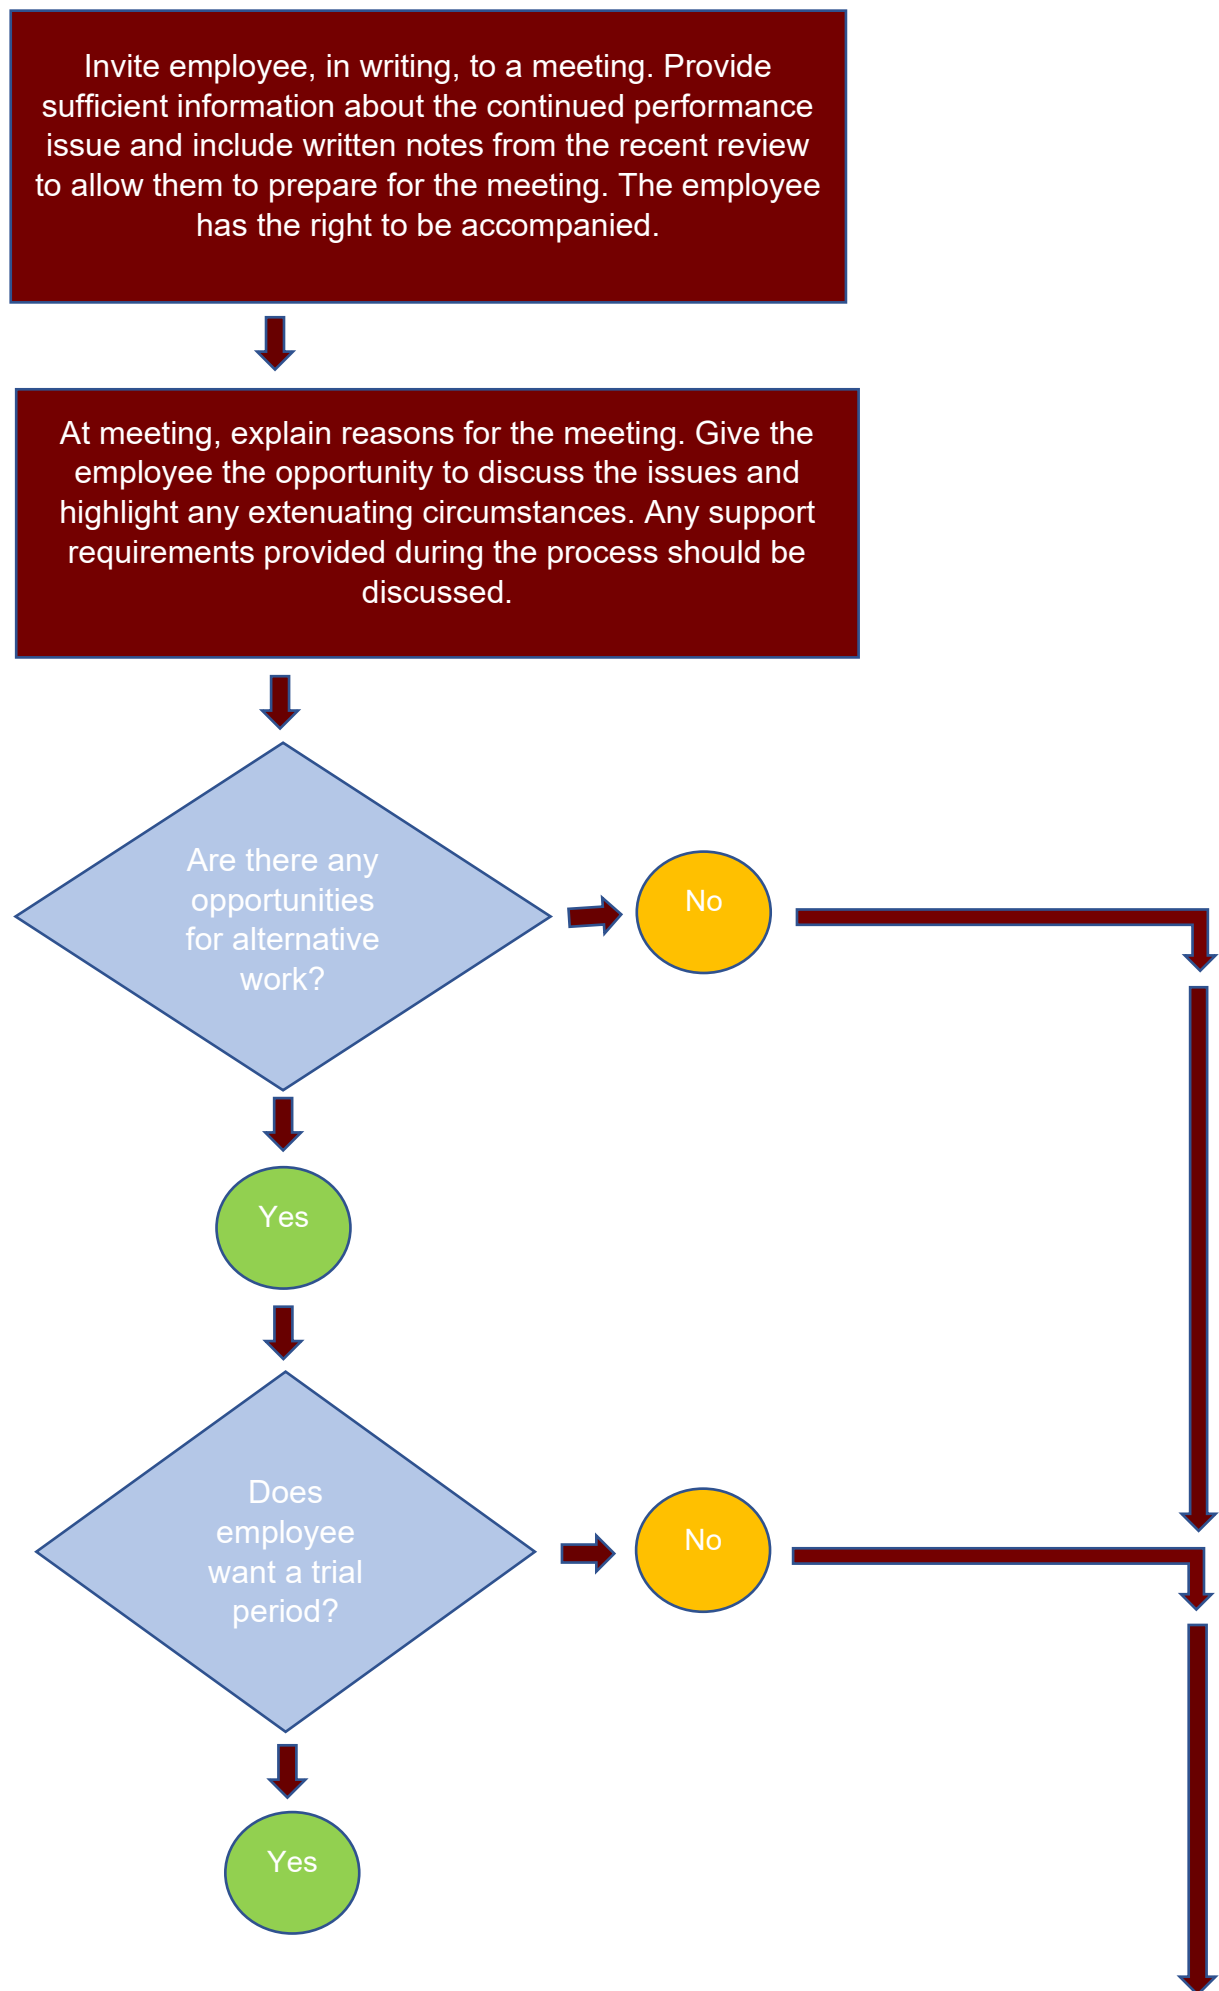 Invite employee, in writing, to a meeting. Provide
sufficient information about the continued performance
issue and include written notes from the recent review
to allow them to prepare for the meeting. The employee
has the right to be accompanied.
At meeting, explain reasons for the meeting. Give the
employee the opportunity to discuss the issues and
highlight any extenuating circumstances. Any support
requirements provided during the process should be
discussed.
Are there any
opportunities
for alternative
work?
No
Yes
Does
employee
want a trial
period?
No
Yes